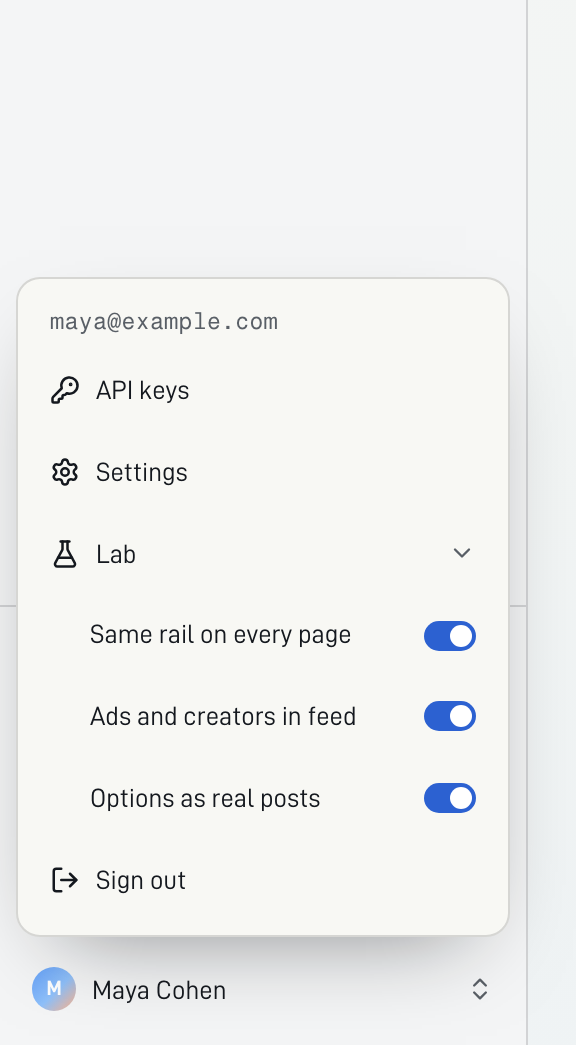 maya@example.com
API keys
Settings
Lab
Same rail on every page
Ads and creators in feed
Options as real posts
Sign out
M
Maya Cohen